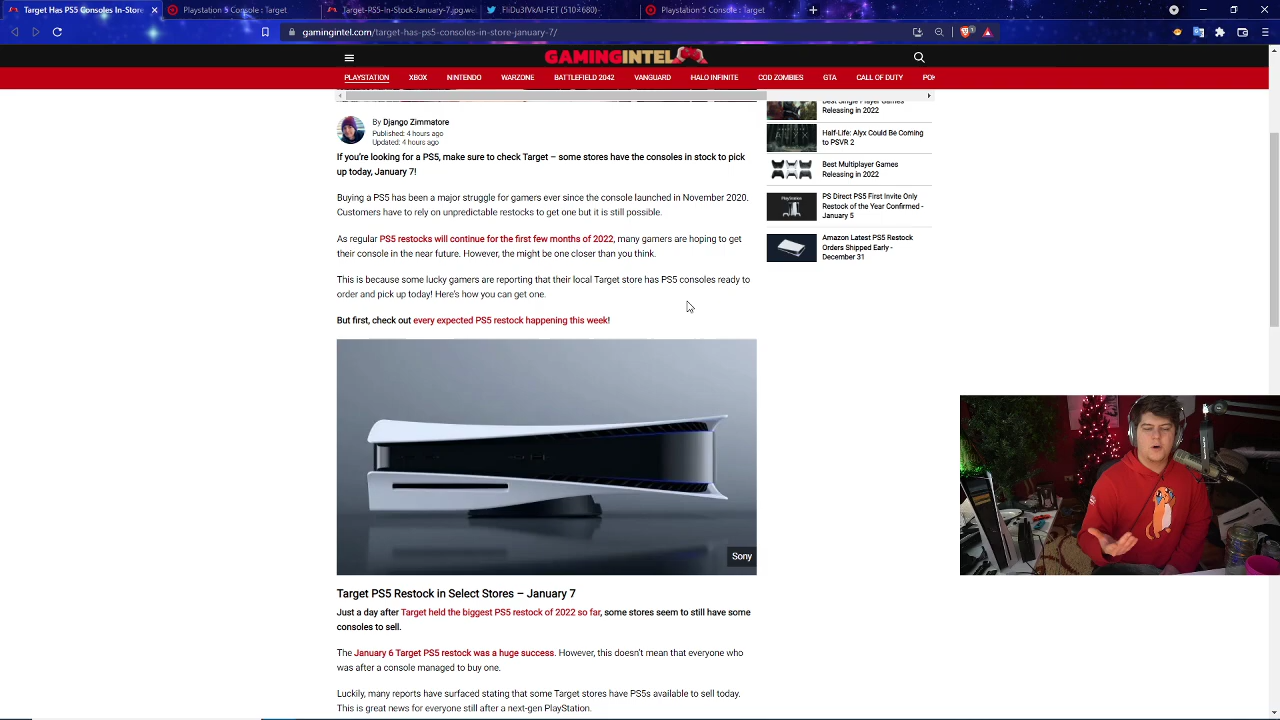 Target Has PS5 Consoles In-Store
Playstation 5 Console : Target
Target-PS5-In-Stock-January-7.jpg.we
FIiDu3IVkAI-FET (510×680)-
Playstation 5 Console : Target
gamingintel.com/target-has-ps5-consoles-in-store-january-7/
GAMINGINTEL
PLAYSTATION XBOX NINTENDO WARZONE BATTLEFIELD 2042 VANGUARD HALO INFINITE COD ZOMBIES GTA CALL OF DUTY
By Django Zimmatore
Published: 4 hours ago
Updated: 4 hours ago
If you're looking for a PS5, make sure to check Target – some stores have the consoles in stock to pick
up today, January 7!
Buying a PS5 has been a major struggle for gamers ever since the console launched in November 2020.
Customers have to rely on unpredictable restocks to get one but it is still possible.
As regular PS5 restocks will continue for the first few months of 2022, many gamers are hoping to get
their console in the near future. However, the might be one closer than you think.
This is because some lucky gamers are reporting that their local Target store has PS5 consoles ready to
order and pick up today! Here's how you can get one.
But first, check out every expected PS5 restock happening this week!
Sony
Target PS5 Restock in Select Stores – January 7
Just a day after Target held the biggest PS5 restock of 2022 so far, some stores seem to still have some
consoles to sell.
The January 6 Target PS5 restock was a huge success. However, this doesn't mean that everyone who
was after a console managed to buy one.
Luckily, many reports have surfaced stating that some Target stores have PS5s available to sell today.
This is great news for everyone still after a next-gen PlayStation.
Best Single Player Games
Releasing in 2022
Half-Life: Alyx Could Be Coming
to PSVR 2
Best Multiplayer Games
Releasing in 2022
PS Direct PS5 First Invite Only
Restock of the Year Confirmed -
January 5
Amazon Latest PS5 Restock
Orders Shipped Early -
December 31